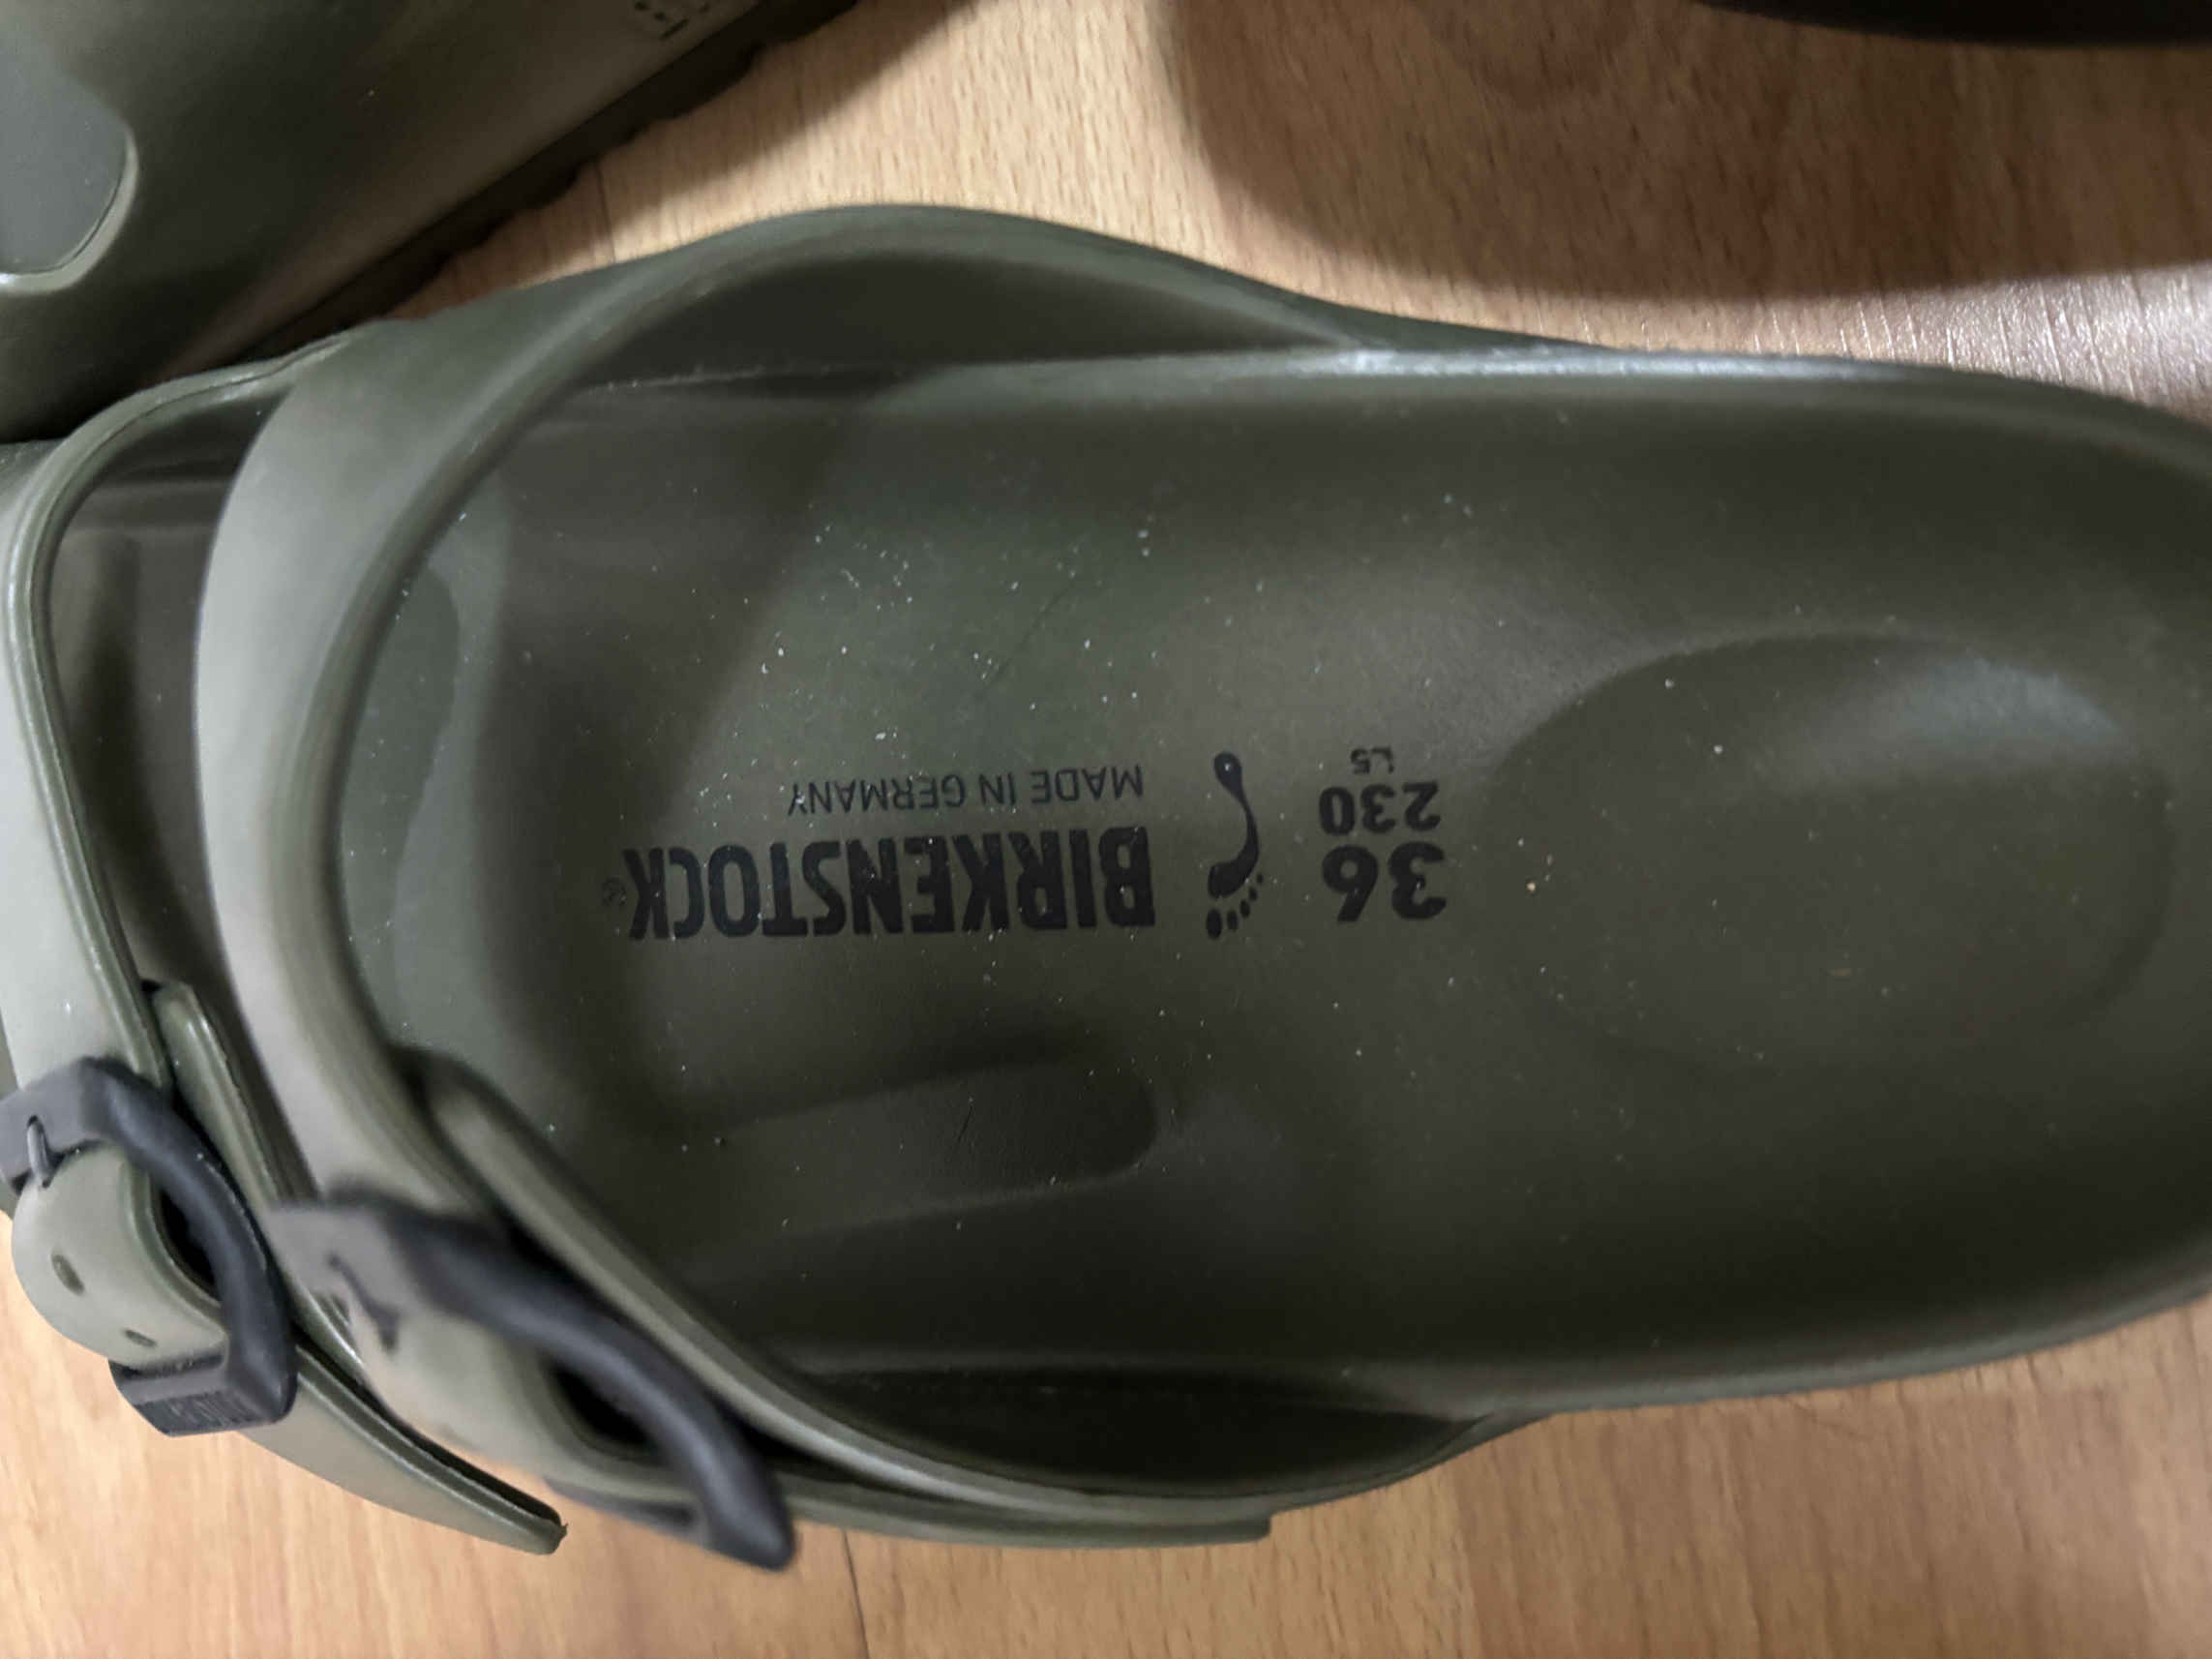 BIRKENSTOCK®
MADE IN GERMANY
36
230
L5